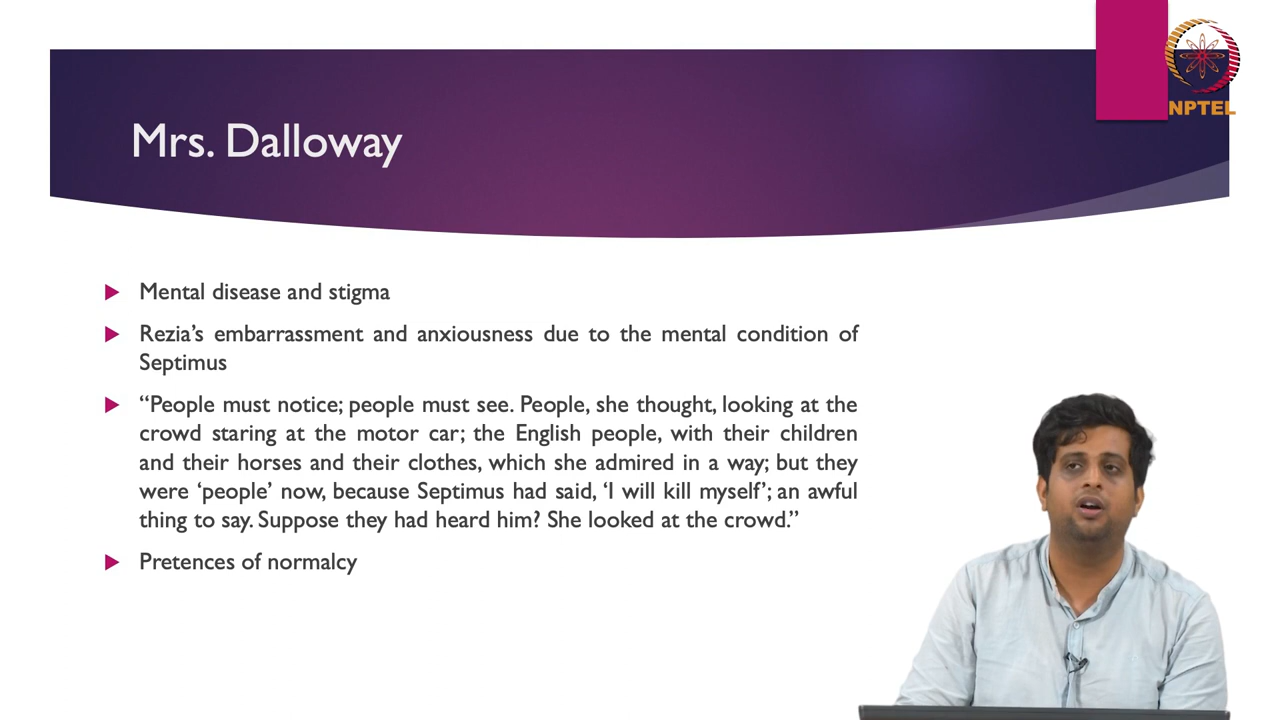 NPTEL
Mrs. Dalloway
Mental disease and stigma
Rezia’s embarrassment and anxiousness due to the mental condition of
Septimus
“People must notice; people must see. People, she thought, looking at the
crowd staring at the motor car; the English people, with their children
and their horses and their clothes, which she admired in a way; but they
were ‘people’ now, because Septimus had said, ‘I will kill myself’; an awful
thing to say. Suppose they had heard him? She looked at the crowd.”
Pretences of normalcy